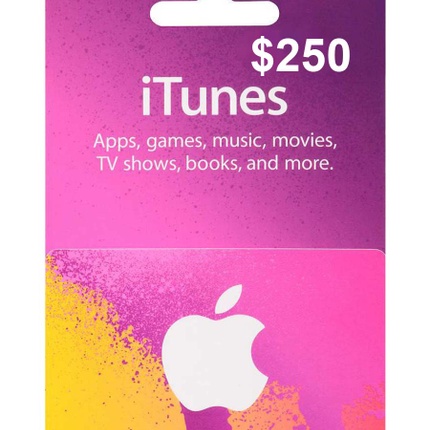 $250
iTunes
Apps, games, music, movies,
TV shows, books, and more.